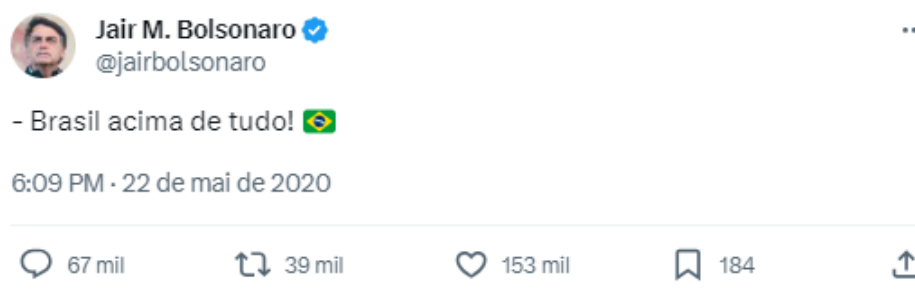 Jair M. Bolsonaro
@jairbolsonaro
- Brasil acima de tudo! 🇧🇷
6:09 PM · 22 de mai de 2020
67 mil 39 mil 153 mil 184